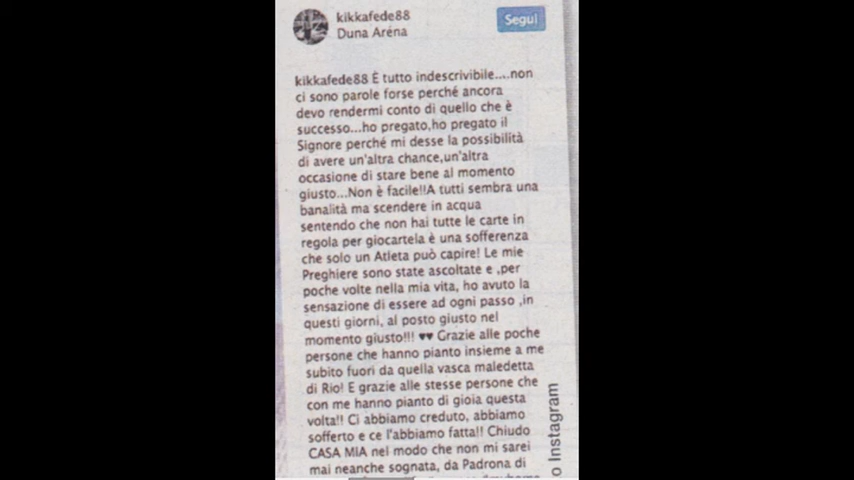 kikkafede88
Duna Aréna
Segui
kikkafede88 È tutto indescrivibile....non
ci sono parole forse perché ancora
devo rendermi conto di quello che è
successo...ho pregato,ho pregato il
Signore perché mi desse la possibilità
di avere un'altra chance,un'altra
occasione di stare bene al momento
giusto...Non è facile!!A tutti sembra una
banalità ma scendere in acqua
sentendo che non hai tutte le carte in
regola per giocartela è una sofferenza
che solo un Atleta può capire! Le mie
Preghiere sono state ascoltate e ,per
poche volte nella mia vita, ho avuto la
sensazione di essere ad ogni passo ,in
questi giorni, al posto giusto nel
momento giusto!!! ♥♥ Grazie alle poche
persone che hanno pianto insieme a me
subito fuori da quella vasca maledetta
di Rio! E grazie alle stesse persone che
con me hanno pianto di gioia questa
volta!! Ci abbiamo creduto, abbiamo
sofferto e ce l'abbiamo fatta!! Chiudo
CASA MIA nel modo che non mi sarei
mai neanche sognata, da Padrona di
o Instagram